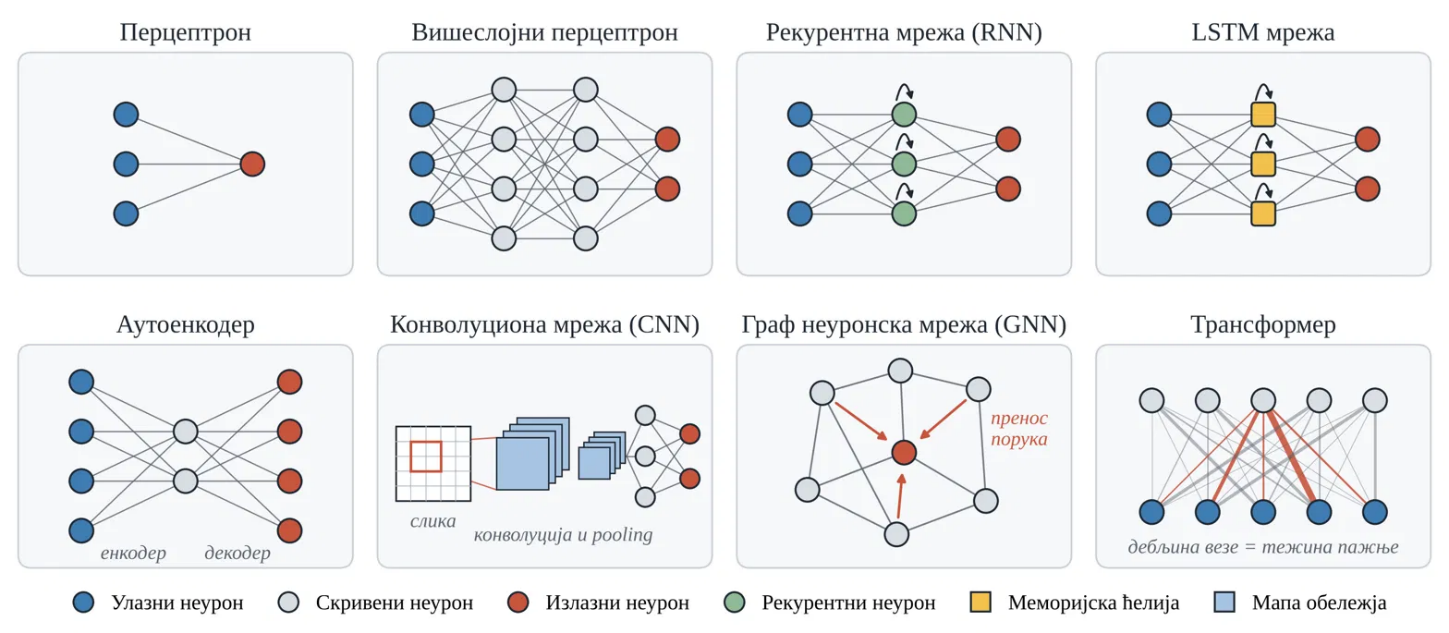 Перцептрон
Вишеслојни перцептрон
Рекурентна мрежа (RNN)
LSTM мрежа
Аутоенкодер
енкодер
декодер
Конволуциона мрежа (CNN)
слика
конволуција и pooling
Граф неуронска мрежа (GNN)
пренос
порука
Трансформер
дебљина везе = тежина пажње
Улазни неурон
Скривени неурон
Излазни неурон
Рекурентни неурон
Меморијска ћелија
Мапа обележја